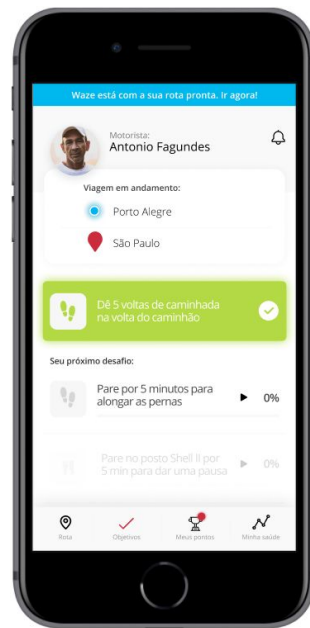 Waze está com a sua rota pronta. Ir agora!
Motorista:
Antonio Fagundes
Viagem em andamento:
Porto Alegre
São Paulo
Dê 5 voltas de caminhada
na volta do caminhão
Seu próximo desafio:
Pare por 5 minutos para
alongar as pernas
0%
Pare no posto Shell II por
5 min para dar uma pausa
0%
Rota
Objetivos
Meus pontos
Minha saúde